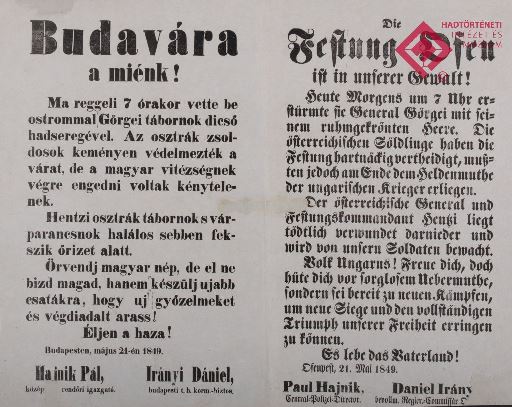 Budavára
a miénk!
Ma reggeli 7 órakor vette be
ostrommal Görgei tábornok dicső
hadseregével. Az osztrák zsol-
dosok keményen védelmezték a
várat, de a magyar vitézségnek
végre engedni voltak kénytele-
nek.
Hentzi osztrák tábornok s vár-
parancsnok halálos sebben fek-
szik őrizet alatt.
Örvendj magyar nép, de el ne
bizd magad, hanem készülj ujabb
csatákra, hogy uj győzelmeket
és végdiadalt arass!
Éljen a haza!
Budapesten, május 21-én 1849.
Hajnik Pál,
közép. rendőri igazgató.
Irányi Dániel,
budapesti t. h. korm.-biztos.
Die
Festung Ofen
ist in unserer Gewalt!
Heute Morgens um 7 Uhr er-
stürmte sie General Görgei mit sei-
nem ruhmgekrönten Heere. Die
österreichischen Söldlinge haben die
Festung hartnäckig vertheidigt, muß-
ten jedoch am Ende dem Heldenmuthe
der ungarischen Krieger erliegen.
Der österreichische General und
Festungskommandant Hentzi liegt
tödtlich verwundet darnieder und
wird von unsern Soldaten bewacht.
Volk Ungarns! Freue dich, doch
hüte dich vor sorglosem Uebermuthe,
sondern sei bereit zu neuen Kämpfen,
um neue Siege und den vollständigen
Triumph unserer Freiheit erringen
zu können.
Es lebe das Vaterland!
Ofenpest, 21. Mai 1849.
Paul Hajnik,
Central-Polizei-Director.
Daniel Irány
bevollm. Regier.-Commissär
HADTÖRTÉNETI
INTÉZET ÉS
MÚZEUM